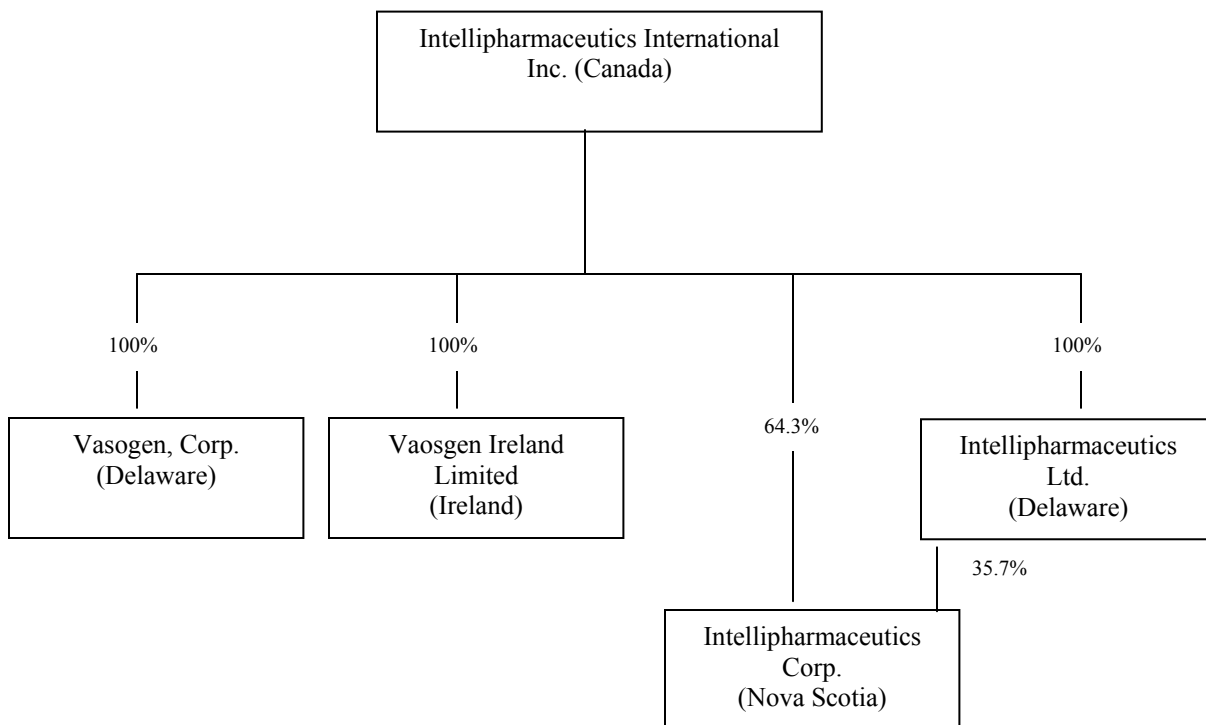 Intellipharmaceutics International
Inc. (Canada)
100%
100%
100%
64.3%
Vasogen, Corp.
(Delaware)
Vaosgen Ireland
Limited
(Ireland)
Intellipharmaceutics
Ltd.
(Delaware)
35.7%
Intellipharmaceutics
Corp.
(Nova Scotia)